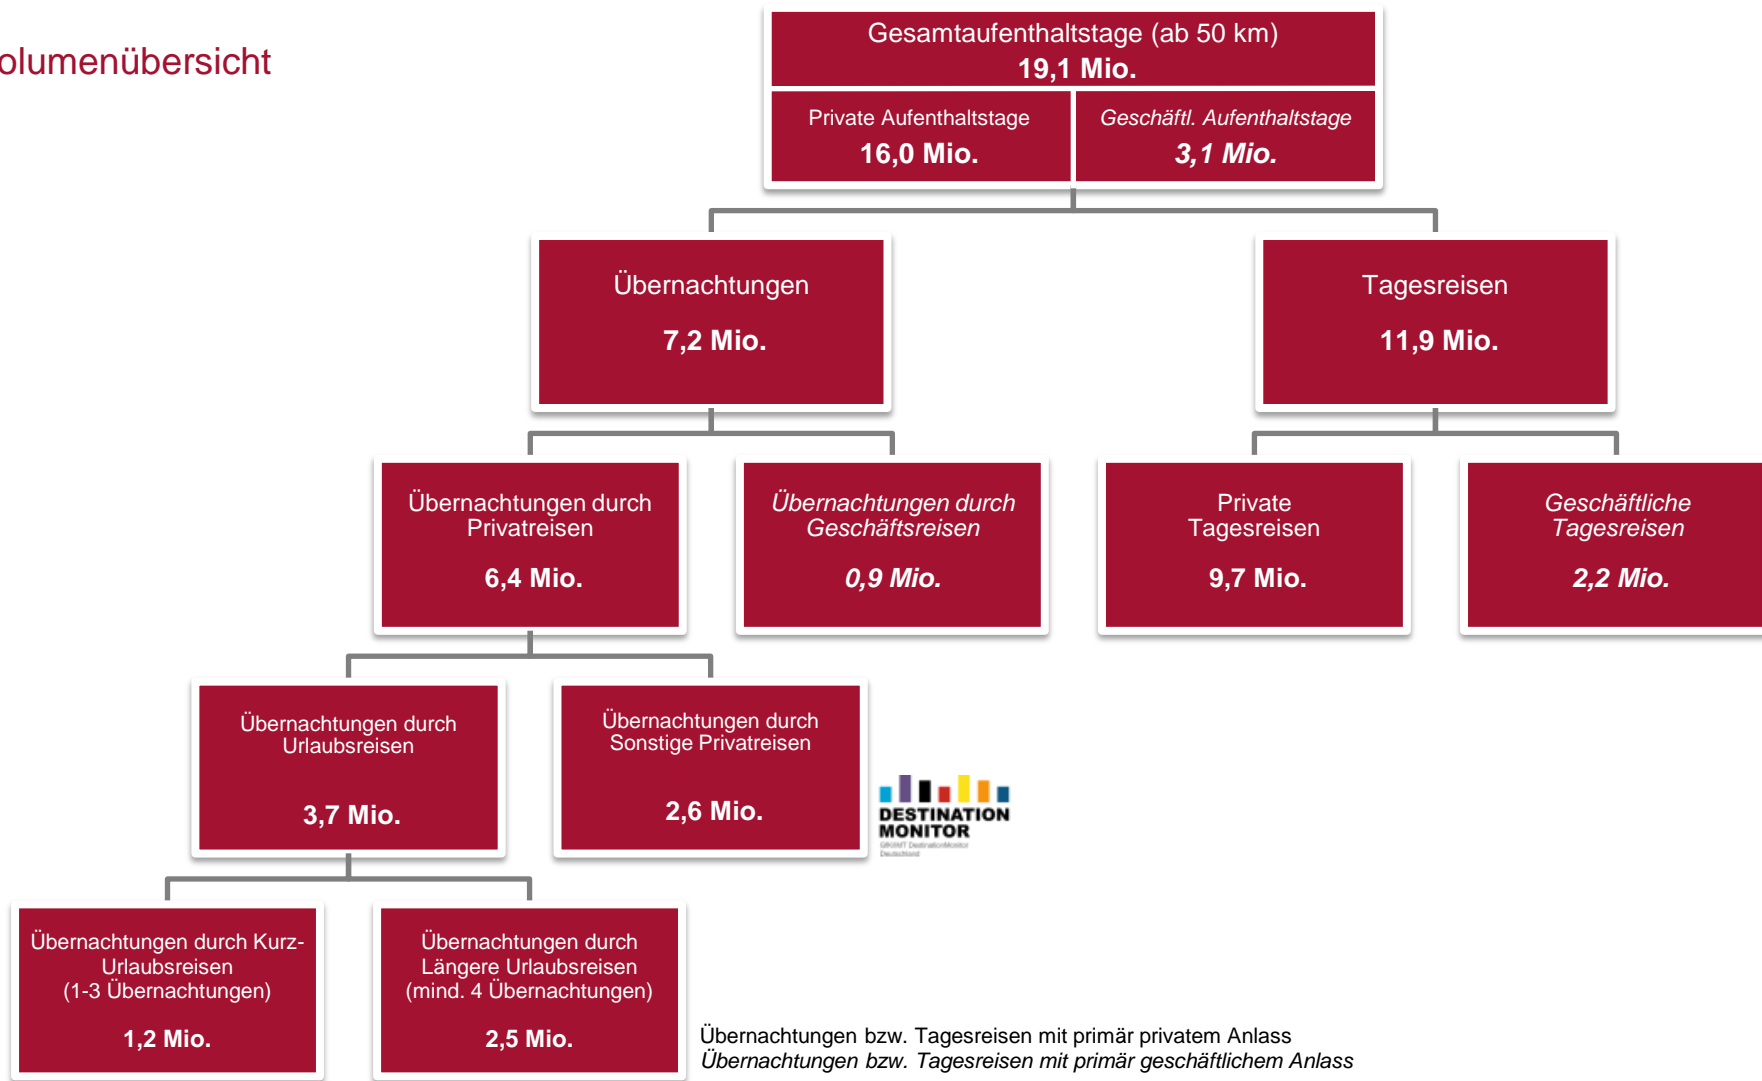 olumenübersicht
Gesamtaufenthaltstage (ab 50 km)
19,1 Mio.
Private Aufenthaltstage
16,0 Mio.
Geschäftl. Aufenthaltstage
3,1 Mio.
Übernachtungen
7,2 Mio.
Tagesreisen
11,9 Mio.
Übernachtungen durch
Privatreisen
6,4 Mio.
Übernachtungen durch
Geschäftsreisen
0,9 Mio.
Private
Tagesreisen
9,7 Mio.
Geschäftliche
Tagesreisen
2,2 Mio.
Übernachtungen durch
Urlaubsreisen
3,7 Mio.
Übernachtungen durch
Sonstige Privatreisen
2,6 Mio.
DESTINATION
MONITOR
GfK/IMT DestinationMonitor
Deutschland
Übernachtungen durch Kurz-
Urlaubsreisen
(1-3 Übernachtungen)
1,2 Mio.
Übernachtungen durch
Längere Urlaubsreisen
(mind. 4 Übernachtungen)
2,5 Mio.
Übernachtungen bzw. Tagesreisen mit primär privatem Anlass
Übernachtungen bzw. Tagesreisen mit primär geschäftlichem Anlass